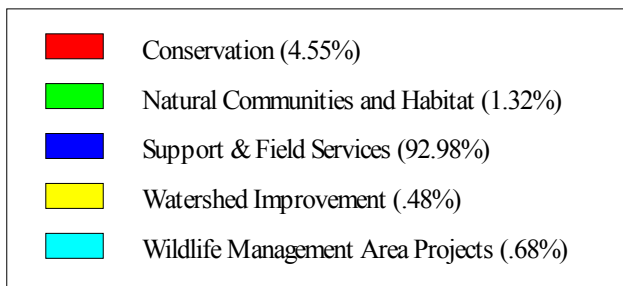 Conservation (4.55%)
Natural Communities and Habitat (1.32%)
Support & Field Services (92.98%)
Watershed Improvement (.48%)
Wildlife Management Area Projects (.68%)